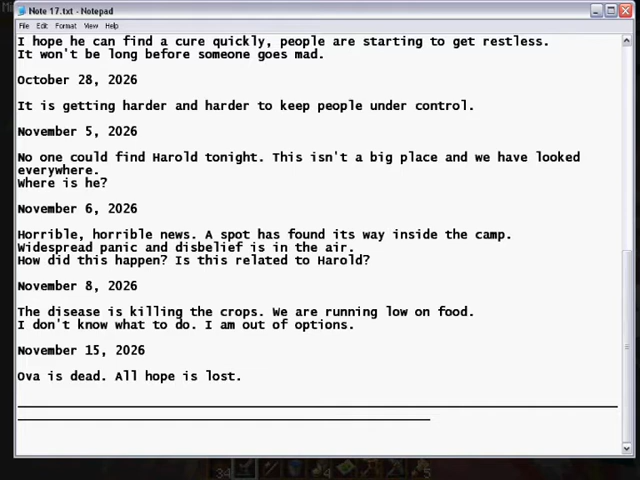 Note 17.txt - Notepad
File Edit Format View Help
I hope he can find a cure quickly, people are starting to get restless.
It won't be long before someone goes mad.
October 28, 2026
It is getting harder and harder to keep people under control.
November 5, 2026
No one could find Harold tonight. This isn't a big place and we have looked
everywhere.
Where is he?
November 6, 2026
Horrible, horrible news. A spot has found its way inside the camp.
Widespread panic and disbelief is in the air.
How did this happen? Is this related to Harold?
November 8, 2026
The disease is killing the crops. We are running low on food.
I don't know what to do. I am out of options.
November 15, 2026
Ova is dead. All hope is lost.